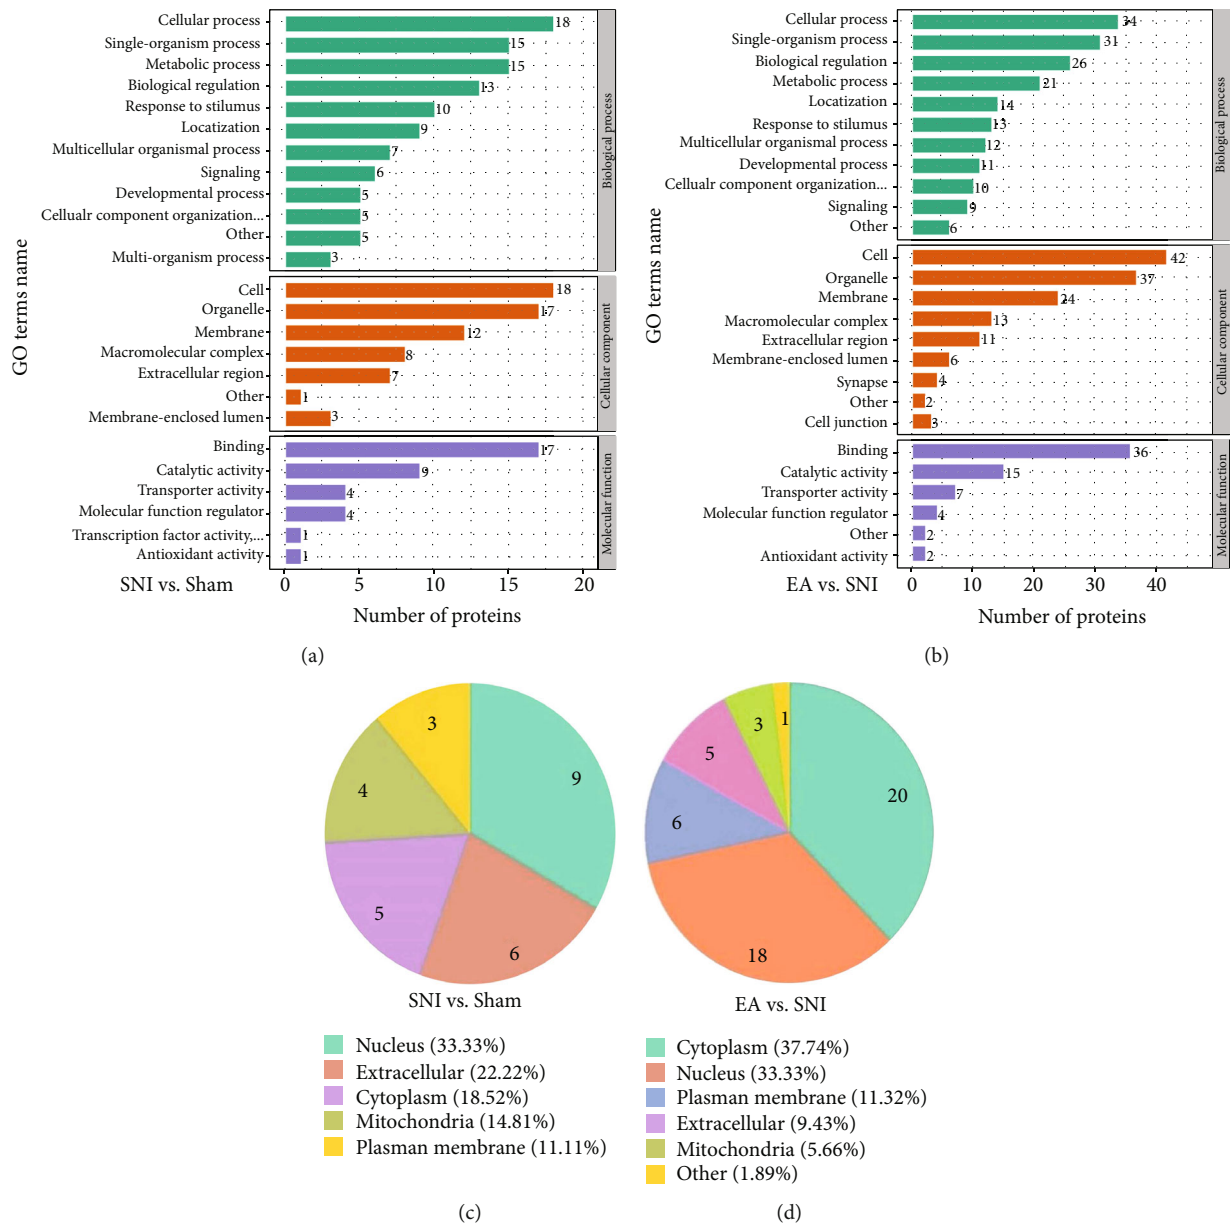 GO terms name
Cellular process 18
Single-organism process 15
Metabolic process 15
Biological regulation 13
Response to stilumus 10
Locatization 9
Multicellular organismal process 7
Signaling 6
Developmental process 5
Cellualr component organization... 5
Other 5
Multi-organism process 3
Biological process
Cell 18
Organelle 17
Membrane 12
Macromolecular complex 8
Extracellular region 7
Other 1
Membrane-enclosed lumen 3
Cellular component
Binding 17
Catalytic activity 9
Transporter activity 4
Molecular function regulator 4
Transcription factor activity,... 1
Antioxidant activity 1
Molecular function
SNI vs. Sham 0 5 10 15 20
Number of proteins
(a)
GO terms name
Cellular process 34
Single-organism process 31
Biological regulation 26
Metabolic process 21
Locatization 14
Response to stilumus 13
Multicellular organismal process 12
Developmental process 11
Cellualr component organization... 10
Signaling 9
Other 6
Biological process
Cell 42
Organelle 37
Membrane 24
Macromolecular complex 13
Extracellular region 11
Membrane-enclosed lumen 6
Synapse 4
Other 2
Cell junction 3
Cellular component
Binding 36
Catalytic activity 15
Transporter activity 7
Molecular function regulator 4
Other 2
Antioxidant activity 2
Molecular function
EA vs. SNI 0 10 20 30 40
Number of proteins
(b)
9
6
5
4
3
SNI vs. Sham
Nucleus (33.33%)
Extracellular (22.22%)
Cytoplasm (18.52%)
Mitochondria (14.81%)
Plasman membrane (11.11%)
(c)
20
18
6
5
3
1
EA vs. SNI
Cytoplasm (37.74%)
Nucleus (33.33%)
Plasman membrane (11.32%)
Extracellular (9.43%)
Mitochondria (5.66%)
Other (1.89%)
(d)